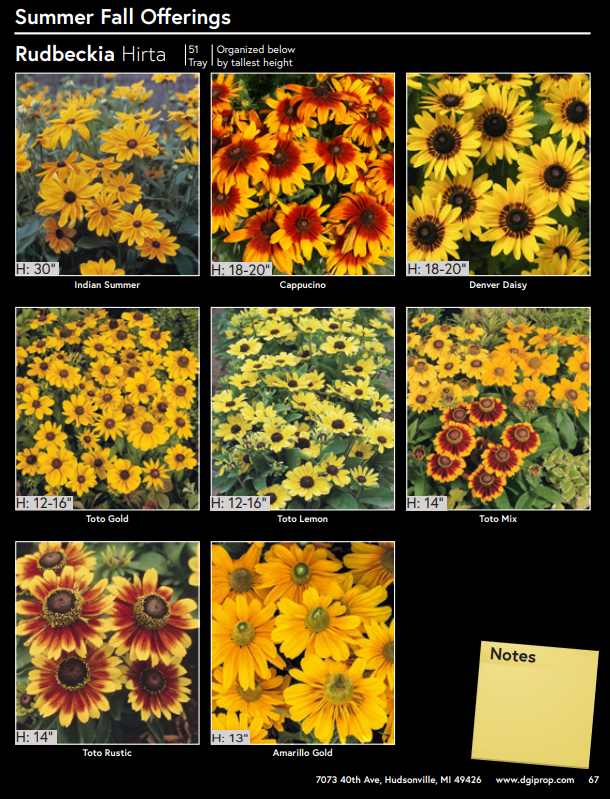 Summer Fall Offerings
Rudbeckia Hirta
51
Tray
Organized below
by tallest height
H: 30"
H: 18-20"
H: 18-20"
Indian Summer
Cappucino
Denver Daisy
H: 12-16"
H: 12-16"
H: 14"
Toto Gold
Toto Lemon
Toto Mix
H: 14"
H: 13"
Toto Rustic
Amarillo Gold
Notes
7073 40th Ave, Hudsonville, MI 49426 www.dgiprop.com 67